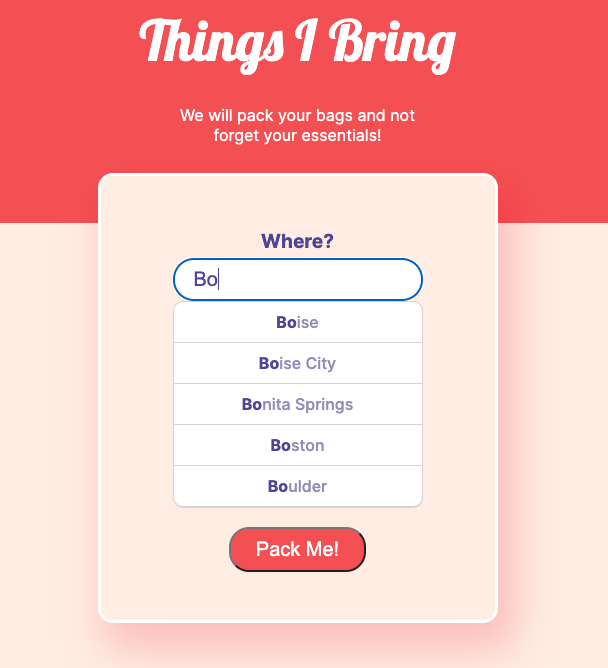 Things I Bring
We will pack your bags and not
forget your essentials!
Where?
Bo
Boise
Boise City
Bonita Springs
Boston
Boulder
Pack Me!